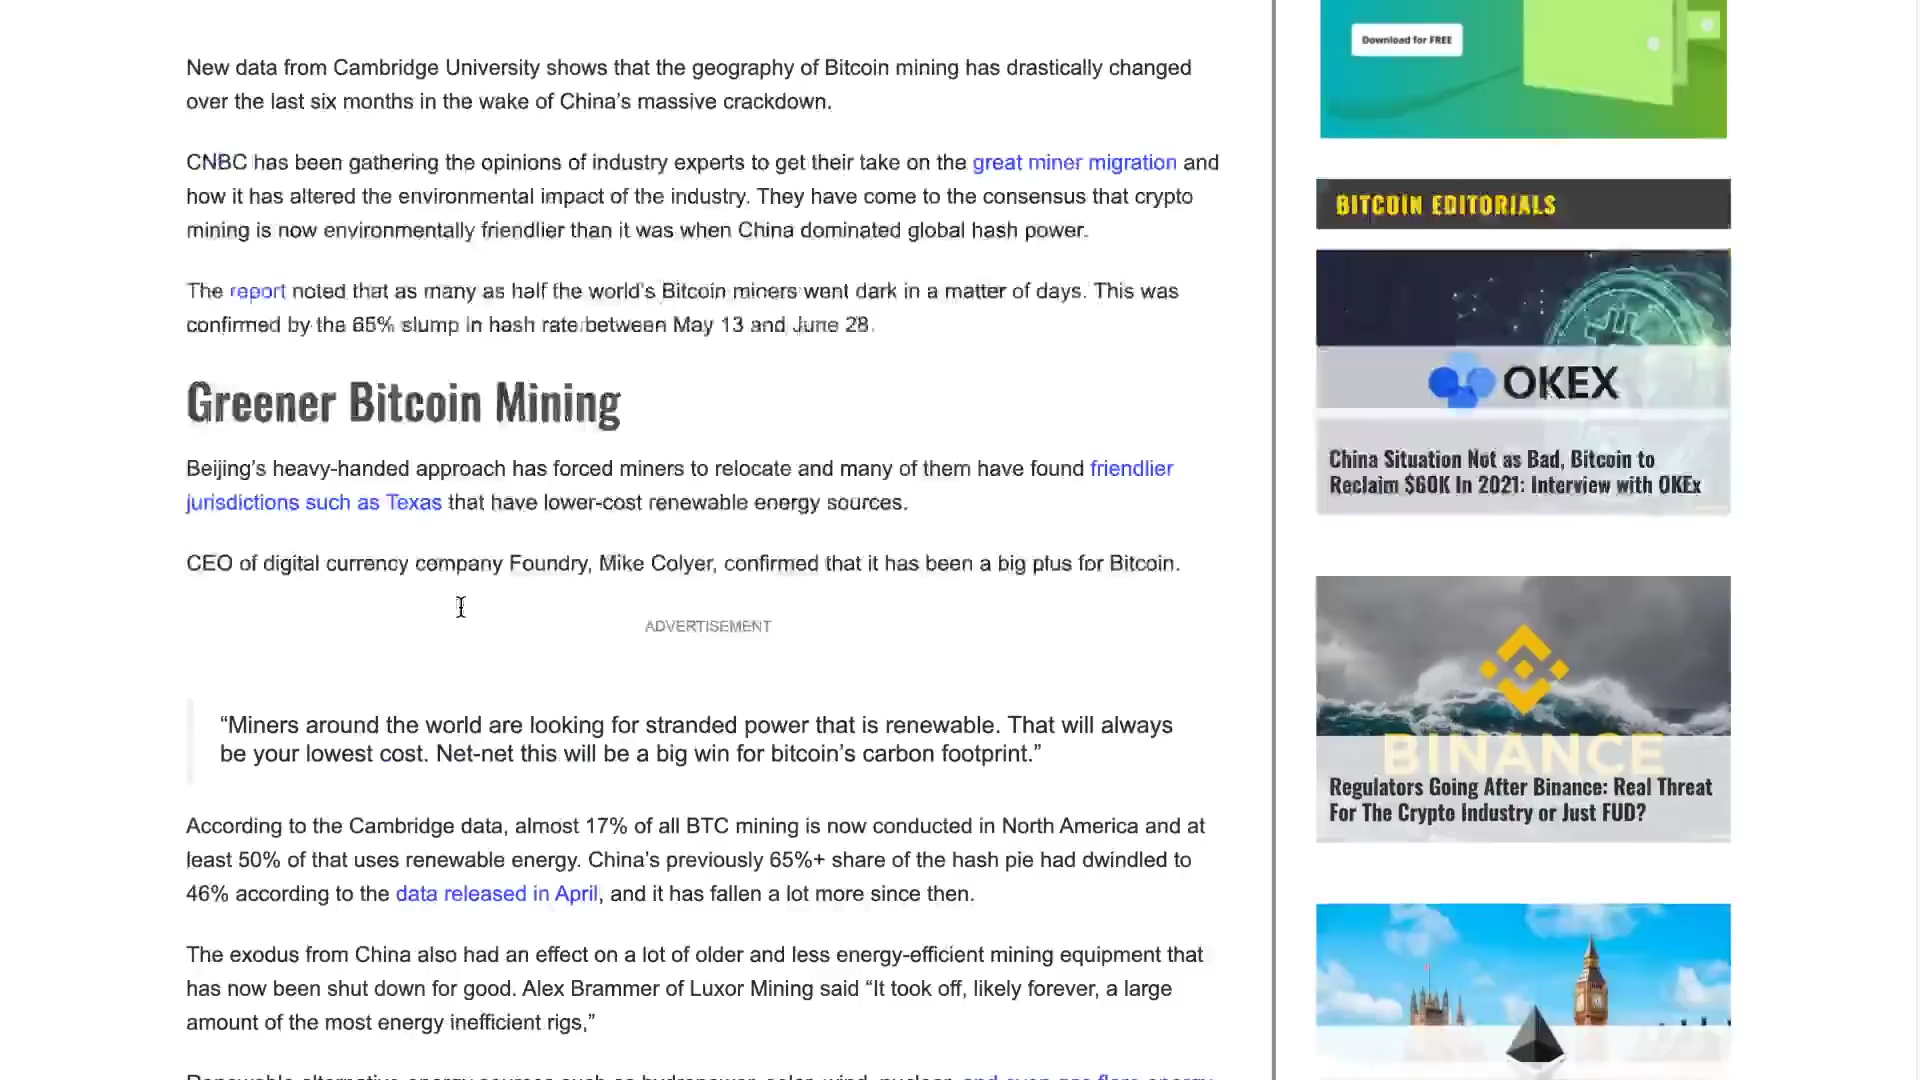 Download for FREE
New data from Cambridge University shows that the geography of Bitcoin mining has drastically changed
over the last six months in the wake of China’s massive crackdown.
CNBC has been gathering the opinions of industry experts to get their take on the great miner migration and
how it has altered the environmental impact of the industry. They have come to the consensus that crypto
mining is now environmentally friendlier than it was when China dominated global hash power.
The report noted that as many as half the world’s Bitcoin miners went dark in a matter of days. This was
confirmed by the 65% slump in hash rate between May 13 and June 28.
Greener Bitcoin Mining
Beijing’s heavy-handed approach has forced miners to relocate and many of them have found friendlier
jurisdictions such as Texas that have lower-cost renewable energy sources.
CEO of digital currency company Foundry, Mike Colyer, confirmed that it has been a big plus for Bitcoin.
ADVERTISEMENT
“Miners around the world are looking for stranded power that is renewable. That will always
be your lowest cost. Net-net this will be a big win for bitcoin’s carbon footprint.”
According to the Cambridge data, almost 17% of all BTC mining is now conducted in North America and at
least 50% of that uses renewable energy. China’s previously 65%+ share of the hash pie had dwindled to
46% according to the data released in April, and it has fallen a lot more since then.
The exodus from China also had an effect on a lot of older and less energy-efficient mining equipment that
has now been shut down for good. Alex Brammer of Luxor Mining said “It took off, likely forever, a large
amount of the most energy inefficient rigs,”
Renewable alternative energy sources such as hydropower, solar, wind, nuclear, and even gas flare energy
BITCOIN EDITORIALS
OKEX
China Situation Not as Bad, Bitcoin to
Reclaim $60K In 2021: Interview with OKEx
BINANCE
Regulators Going After Binance: Real Threat
For The Crypto Industry or Just FUD?